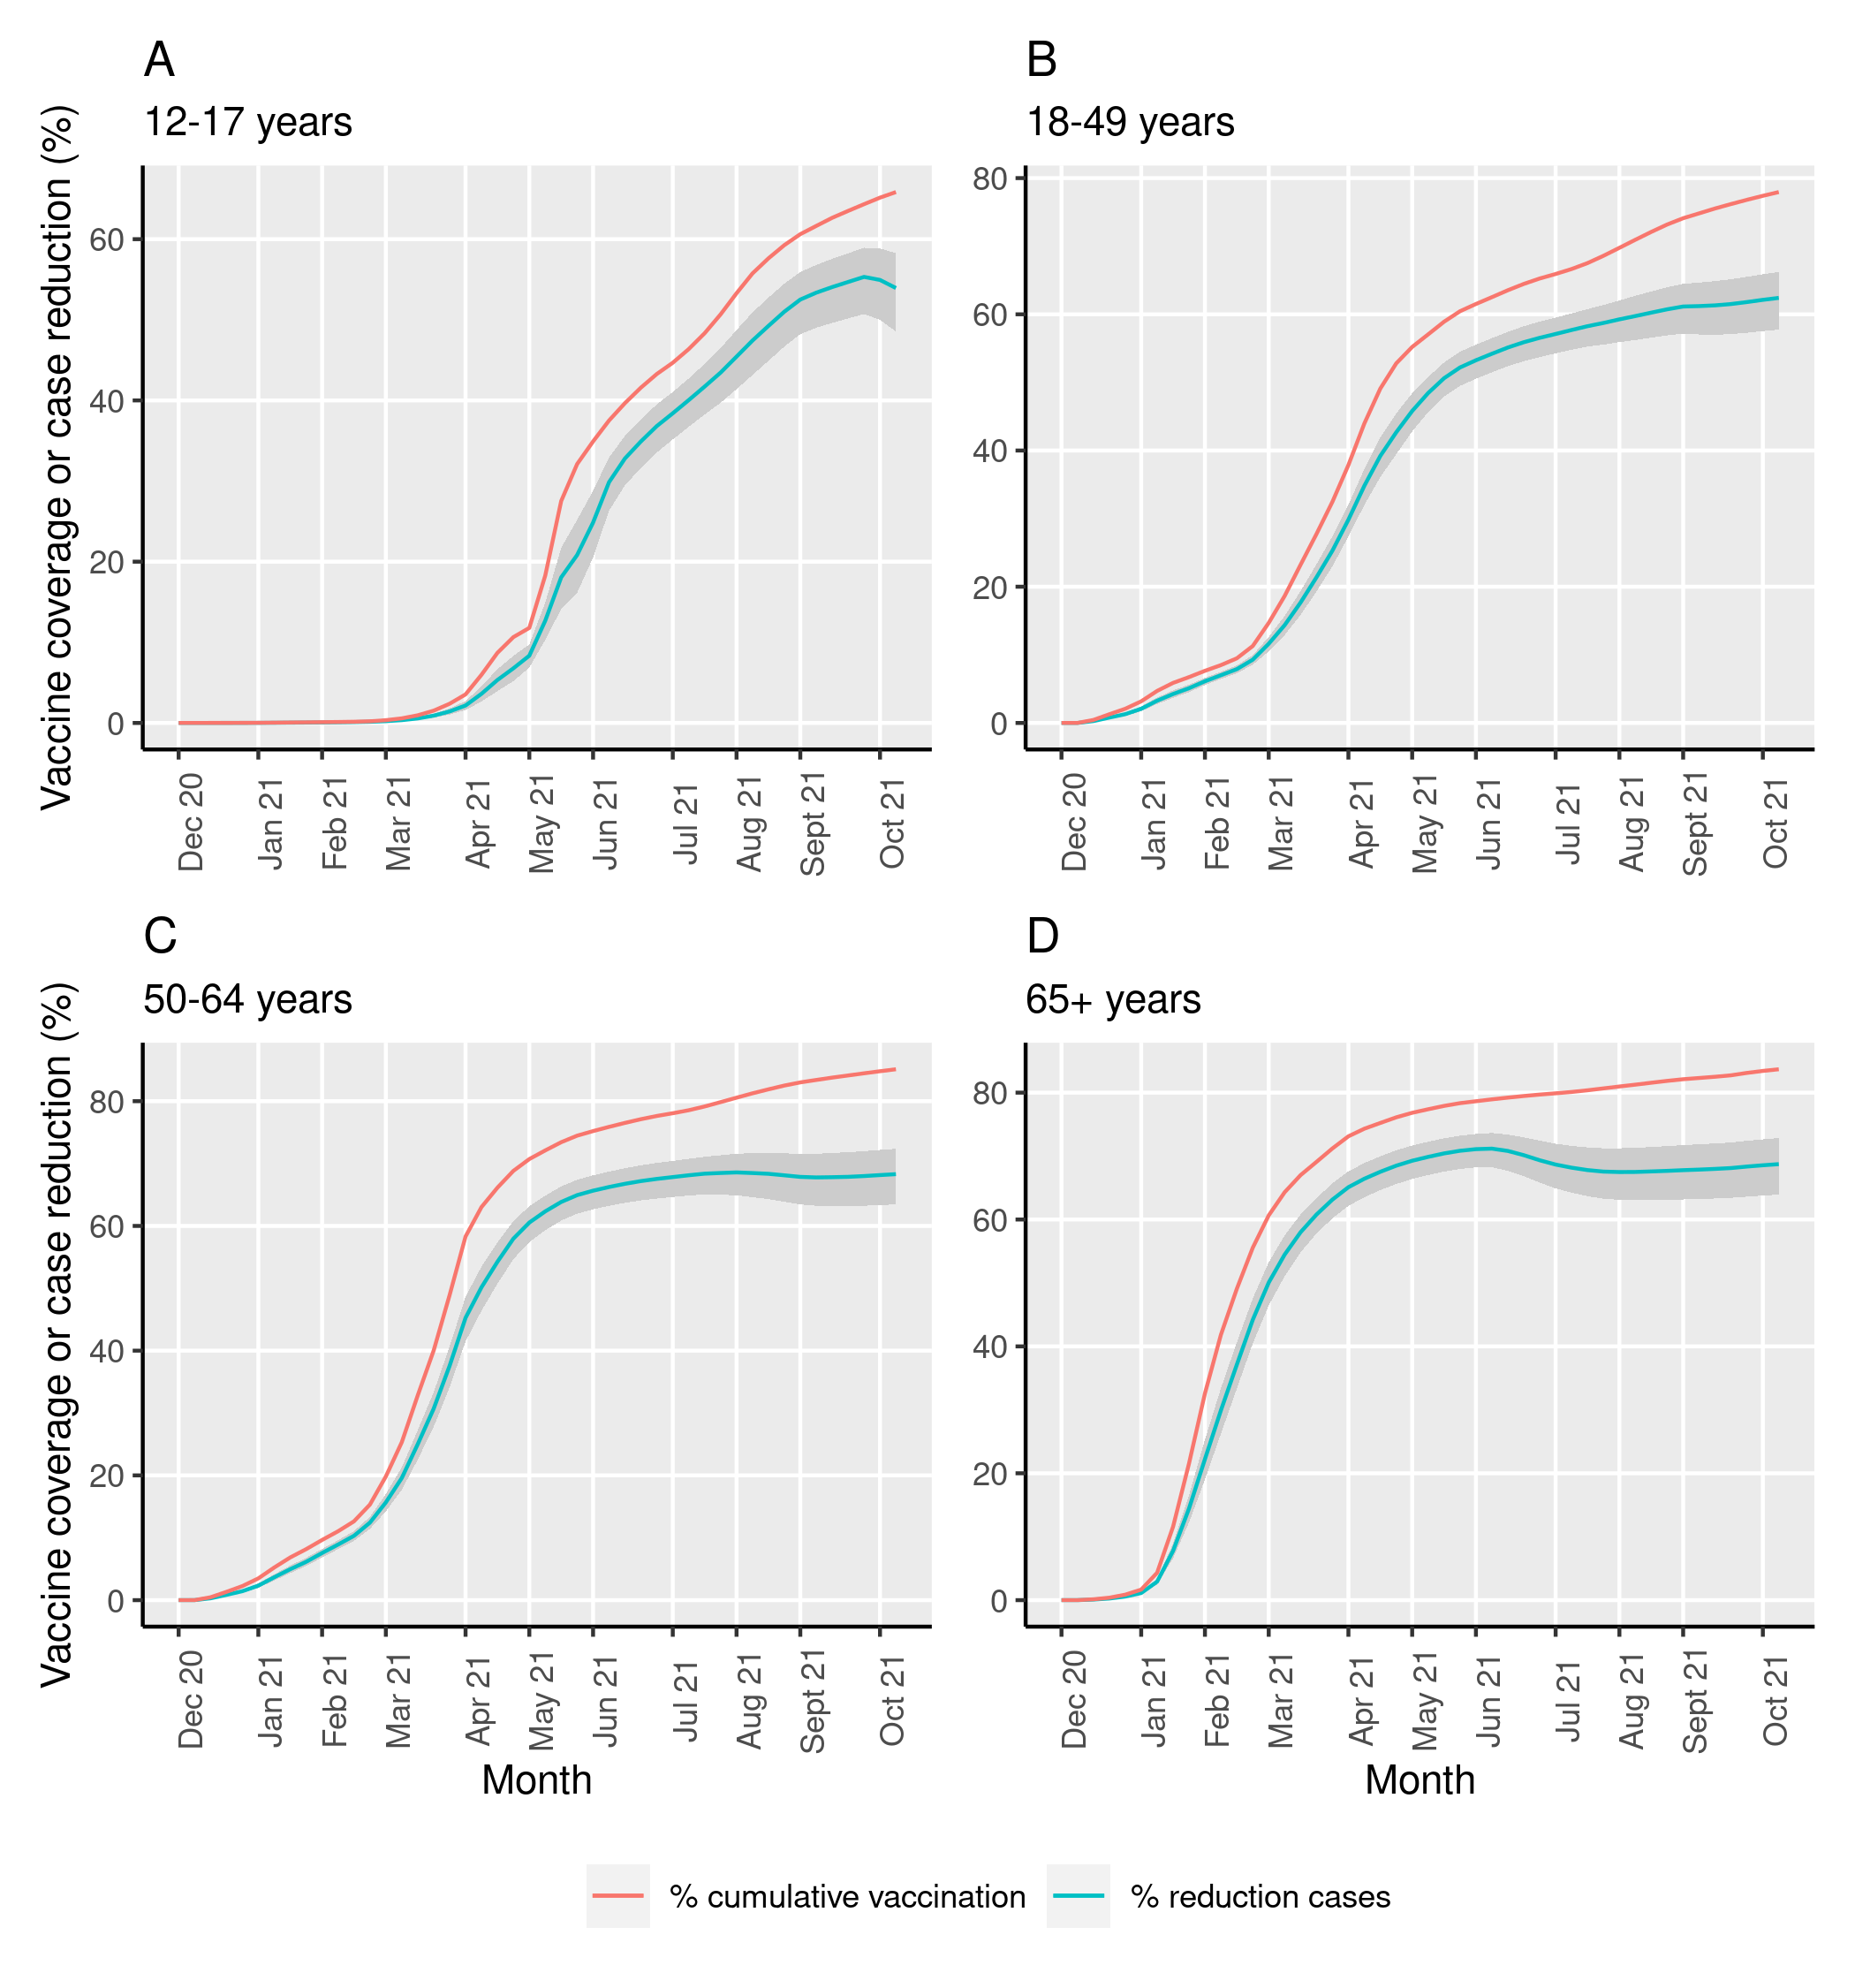 A
12-17 years
Vaccine coverage or case reduction (%)
60
40
20
0
Dec 20
Jan 21
Feb 21
Mar 21
Apr 21
May 21
Jun 21
Jul 21
Aug 21
Sept 21
Oct 21
B
18-49 years
80
60
40
20
0
Dec 20
Jan 21
Feb 21
Mar 21
Apr 21
May 21
Jun 21
Jul 21
Aug 21
Sept 21
Oct 21
C
50-64 years
Vaccine coverage or case reduction (%)
80
60
40
20
0
Dec 20
Jan 21
Feb 21
Mar 21
Apr 21
May 21
Jun 21
Jul 21
Aug 21
Sept 21
Oct 21
Month
D
65+ years
80
60
40
20
0
Dec 20
Jan 21
Feb 21
Mar 21
Apr 21
May 21
Jun 21
Jul 21
Aug 21
Sept 21
Oct 21
Month
% cumulative vaccination
% reduction cases